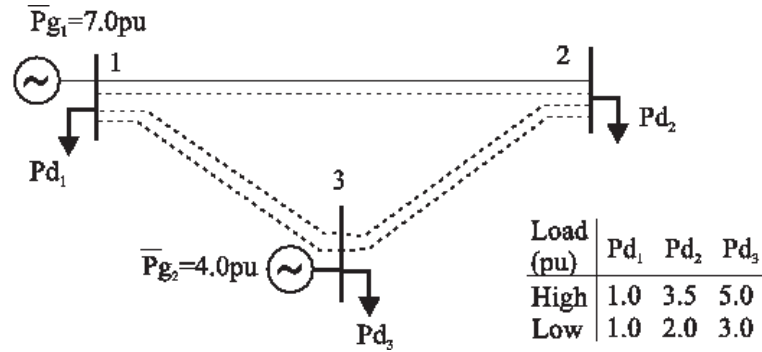 P̅g₁=7.0pu
1
2
Pd₁
Pd₂
3
P̅g₂=4.0pu
Pd₃
Load (pu) Pd₁ Pd₂ Pd₃
High 1.0 3.5 5.0
Low 1.0 2.0 3.0